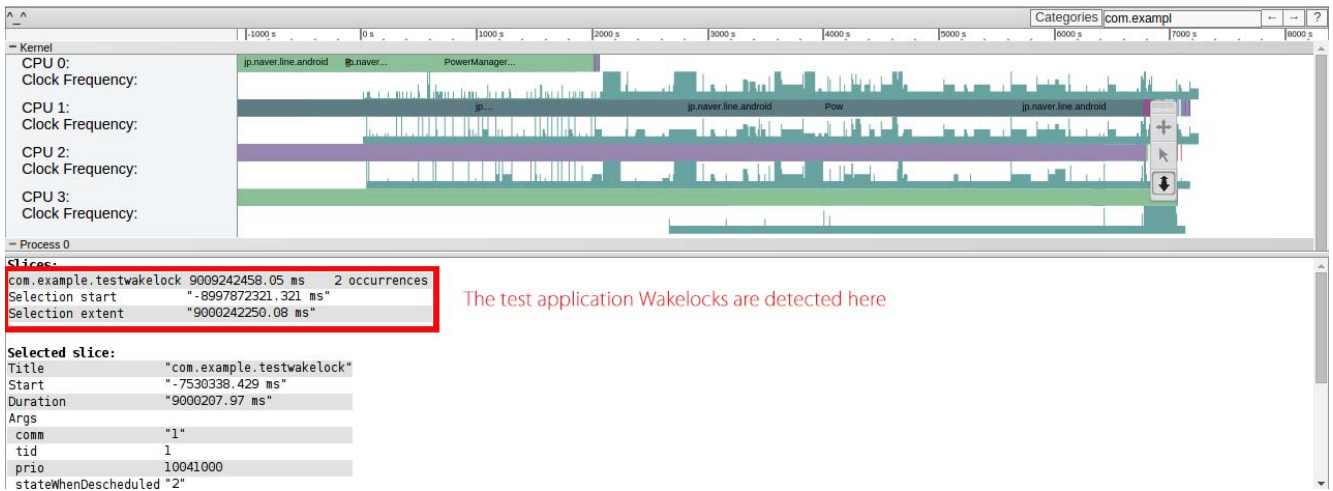 ^_^ Categories com.exampl ← → ?
-1000 s 0 s 1000 s 2000 s 3000 s 4000 s 5000 s 6000 s 7000 s 8000 s
− Kernel
CPU 0: jp.naver.line.android PowerManager...
Clock Frequency:
CPU 1: jp.... jp.naver.line.android Pow jp.naver.line.android
Clock Frequency:
CPU 2:
Clock Frequency:
CPU 3:
Clock Frequency:
− Process 0
Slices:
com.example.testwakelock 9009242458.05 ms 2 occurrences
Selection start "-8997872321.321 ms"
Selection extent "9000242250.08 ms"
The test application Wakelocks are detected here
Selected slice:
Title "com.example.testwakelock"
Start "-7530338.429 ms"
Duration "9000207.97 ms"
Args
comm "1"
tid 1
prio 10041000
stateWhenDescheduled "2"